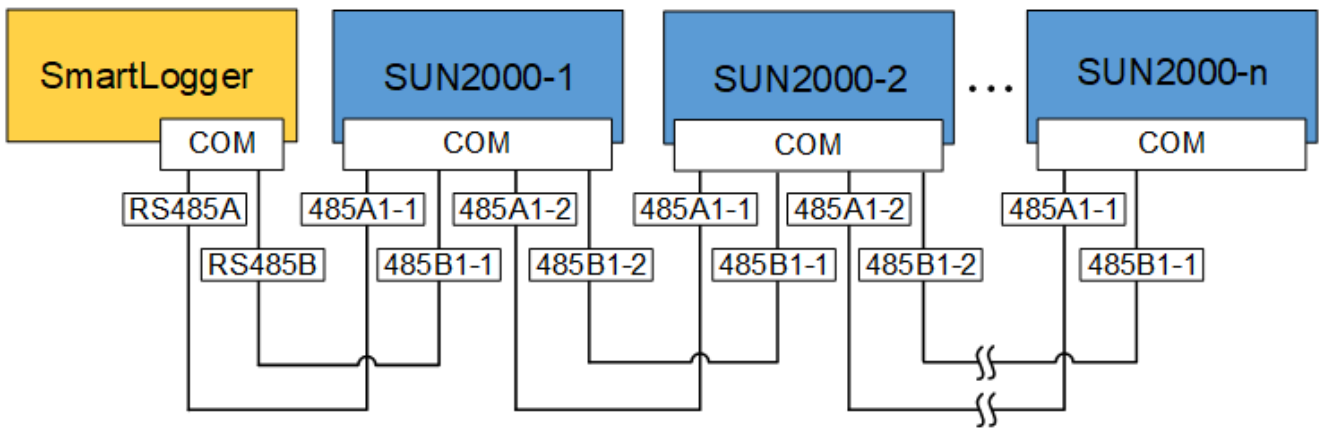 SmartLogger
SUN2000-1
SUN2000-2
...
SUN2000-n
COM
COM
COM
COM
RS485A
485A1-1
485A1-2
485A1-1
485A1-2
485A1-1
RS485B
485B1-1
485B1-2
485B1-1
485B1-2
485B1-1